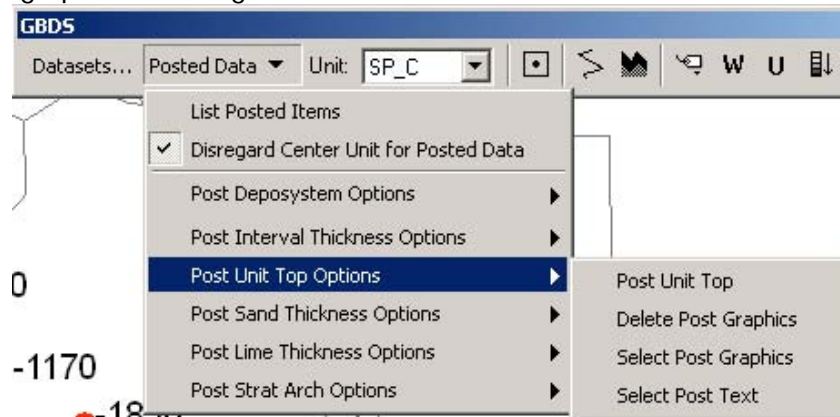 GBDS
Datasets... Posted Data Unit: SP_C W U
List Posted Items
Disregard Center Unit for Posted Data
Post Deposystem Options
Post Interval Thickness Options
Post Unit Top Options
Post Unit Top
Post Sand Thickness Options
Delete Post Graphics
Post Lime Thickness Options
Select Post Graphics
Post Strat Arch Options
Select Post Text
0
-1170